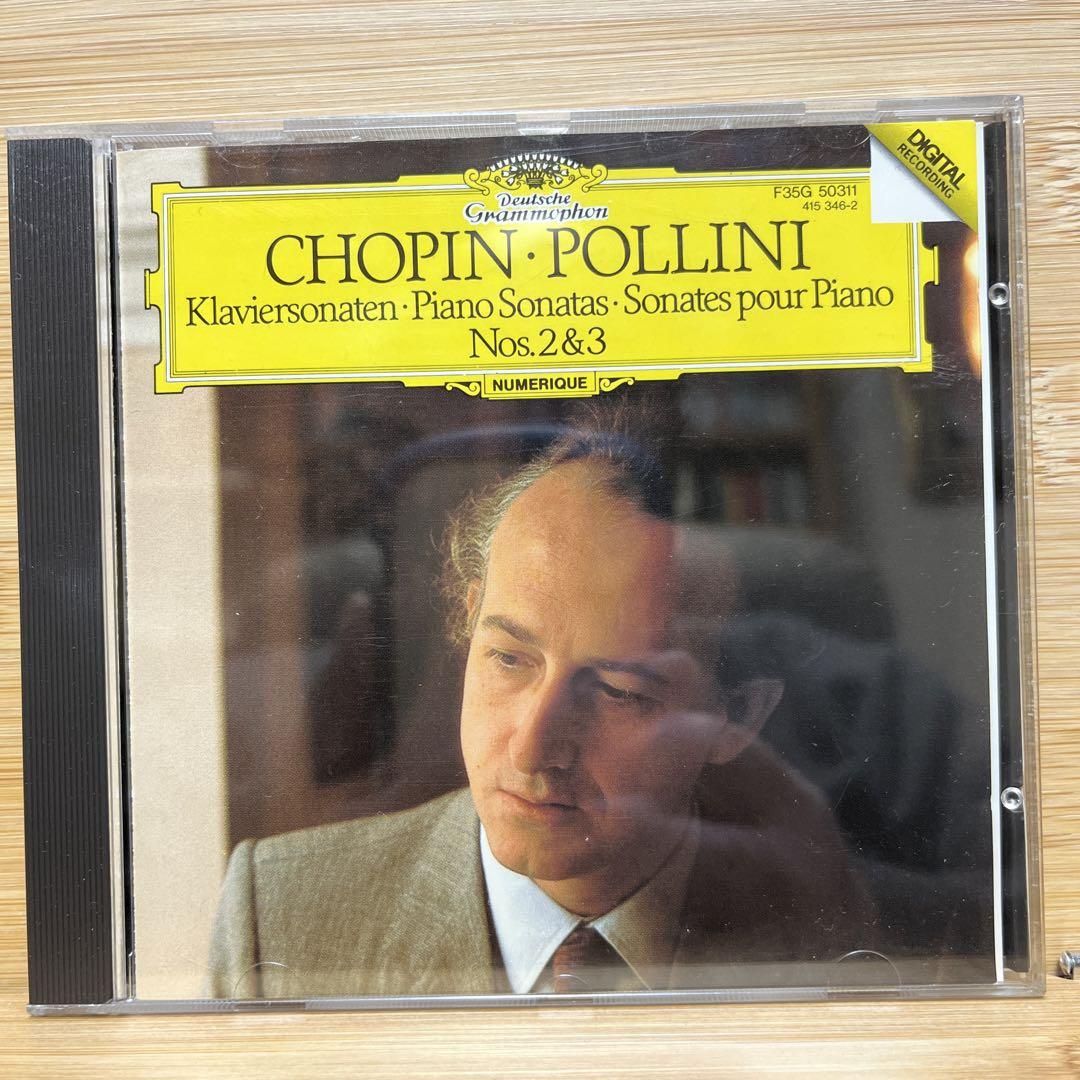 DIGITAL
RECORDING
F35G 50311
415 346-2
Deutsche
Grammophon
CHOPIN · POLLINI
Klaviersonaten · Piano Sonatas · Sonates pour Piano
Nos. 2 & 3
NUMERIQUE